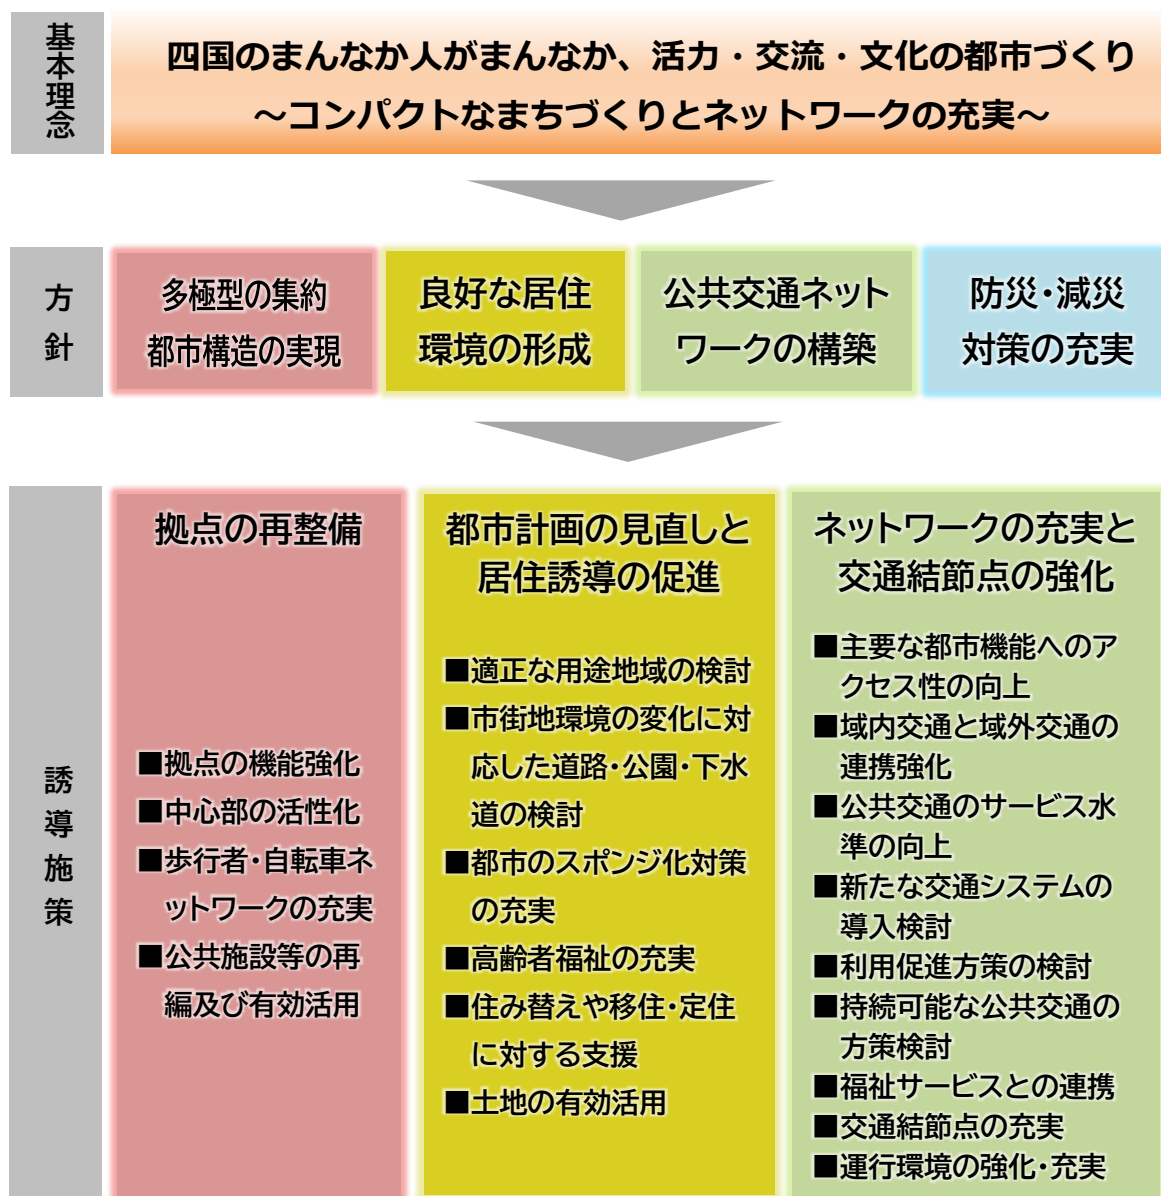 基本理念
四国のまんなか人がまんなか、活力・交流・文化の都市づくり
～コンパクトなまちづくりとネットワークの充実～
方針
多極型の集約
都市構造の実現
良好な居住
環境の形成
公共交通ネット
ワークの構築
防災・減災
対策の充実
誘導施策
拠点の再整備
■拠点の機能強化
■中心部の活性化
■歩行者・自転車ネ
ットワークの充実
■公共施設等の再
編及び有効活用
都市計画の見直しと
居住誘導の促進
■適正な用途地域の検討
■市街地環境の変化に対
応した道路・公園・下水
道の検討
■都市のスポンジ化対策
の充実
■高齢者福祉の充実
■住み替えや移住・定住
に対する支援
■土地の有効活用
ネットワークの充実と
交通結節点の強化
■主要な都市機能へのア
クセス性の向上
■域内交通と域外交通の
連携強化
■公共交通のサービス水
準の向上
■新たな交通システムの
導入検討
■利用促進方策の検討
■持続可能な公共交通の
方策検討
■福祉サービスとの連携
■交通結節点の充実
■運行環境の強化・充実